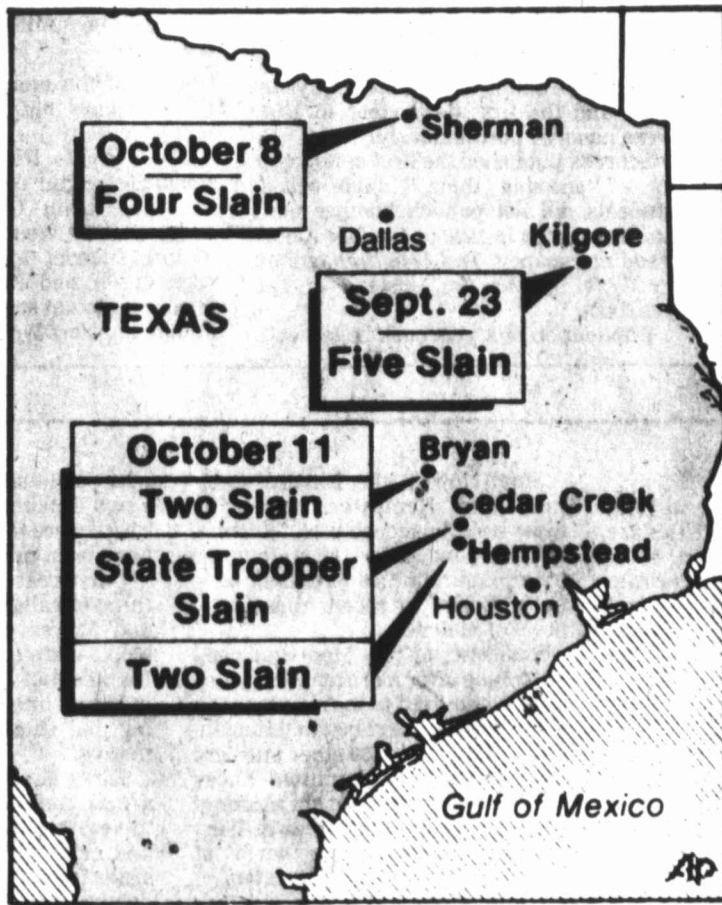 October 8
Four Slain
Sherman
Dallas
Kilgore
Sept. 23
Five Slain
TEXAS
October 11
Two Slain
State Trooper
Slain
Two Slain
Bryan
Cedar Creek
Hempstead
Houston
Gulf of Mexico
AP